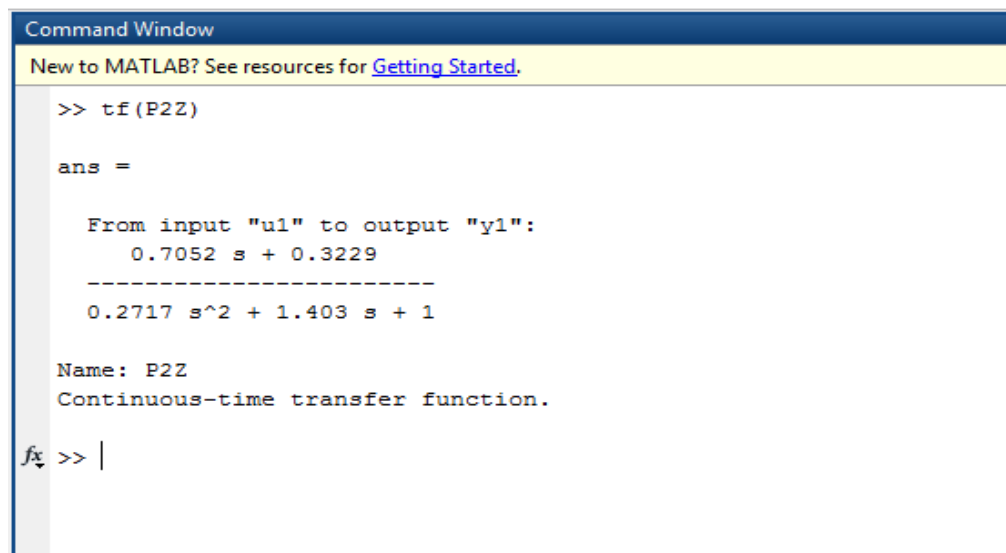 Command Window
New to MATLAB? See resources for Getting Started.
>> tf(P2Z)
ans =
From input "u1" to output "y1":
0.7052 s + 0.3229
------------------------
0.2717 s^2 + 1.403 s + 1
Name: P2Z
Continuous-time transfer function.
fx >>